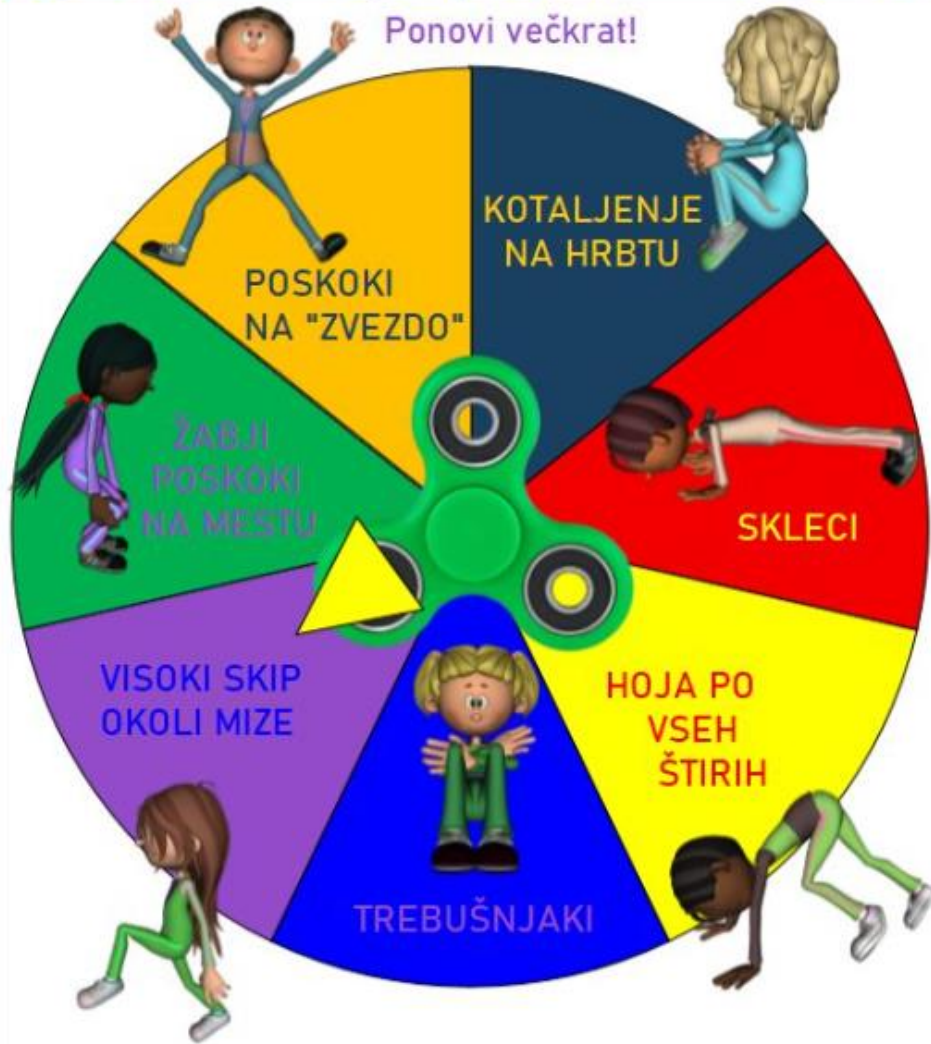 Ponovi večkrat!
KOTALJENJE
NA HRBTU
POSKOKI
NA "ZVEZDO"
ŽABJI
POSKOKI
NA MESTU
SKLECI
VISOKI SKIP
OKOLI MIZE
HOJA PO
VSEH
ŠTIRIH
TREBUŠNJAKI